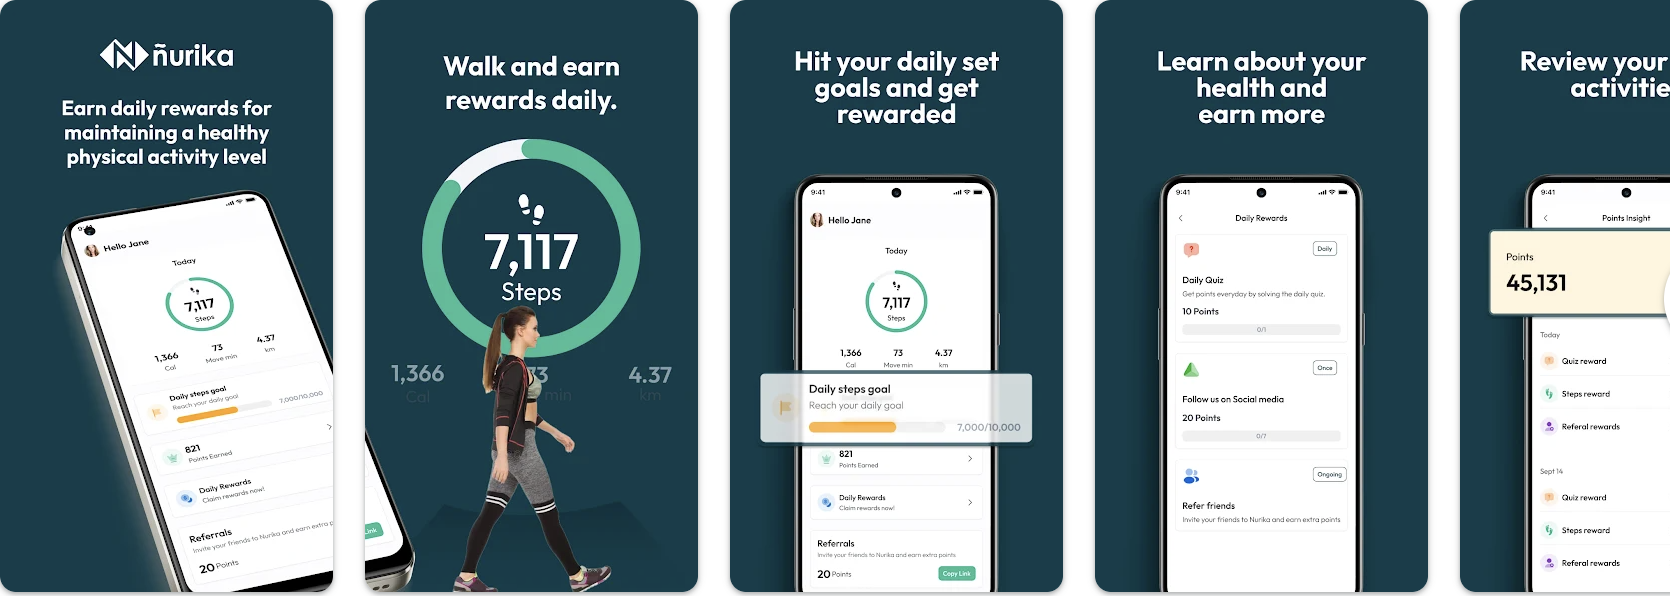 ñurika
Earn daily rewards for
maintaining a healthy
physical activity level
Hello Jane
Today
7,117
Steps
1,366
Cal
73
Move min
4.37
km
Daily steps goal
Reach your daily goal
7,000/10,000
821
Points Earned
Daily Rewards
Claim rewards now!
Referrals
Invite your friends to Nurika and earn extra
20 Points
Walk and earn
rewards daily.
7,117
Steps
1,366
Cal
73
min
4.37
km
Link
Hit your daily set
goals and get
rewarded
9:41
Hello Jane
Today
7,117
Steps
1,366
Cal
73
Move min
4.37
km
Daily steps goal
Reach your daily goal
7,000/10,000
821
Points Earned
Daily Rewards
Claim rewards now!
Referrals
Invite your friends to Nurika and earn extra points
20 Points
Copy Link
Learn about your
health and
earn more
9:41
Daily Rewards
Daily
Daily Quiz
Get points everyday by solving the daily quiz.
10 Points
0/1
Once
Follow us on Social media
20 Points
0/7
Ongoing
Refer friends
Invite your friends to Nurika and earn extra points
Review your
activitie
9:41
Points Insight
Points
45,131
Today
Quiz reward
Steps reward
Referal rewards
Sept 14
Quiz reward
Steps reward
Referal rewards